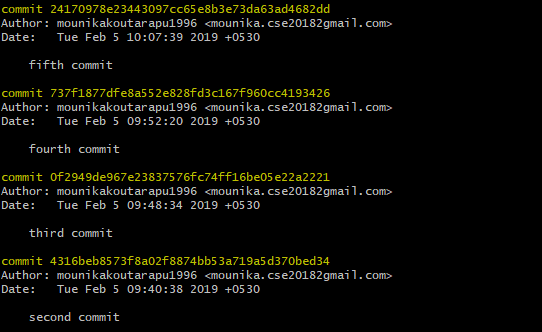 commit 24170978e23443097cc65e8b3e73da63ad4682dd
Author: mounikakoutarapu1996 <mounika.cse20182gmail.com>
Date:   Tue Feb 5 10:07:39 2019 +0530
fifth commit
commit 737f1877dfe8a552e828fd3c167f960cc4193426
Author: mounikakoutarapu1996 <mounika.cse20182gmail.com>
Date:   Tue Feb 5 09:52:20 2019 +0530
fourth commit
commit 0f2949de967e23837576fc74ff16be05e22a2221
Author: mounikakoutarapu1996 <mounika.cse20182gmail.com>
Date:   Tue Feb 5 09:48:34 2019 +0530
third commit
commit 4316beb8573f8a02f8874bb53a719a5d370bed34
Author: mounikakoutarapu1996 <mounika.cse20182gmail.com>
Date:   Tue Feb 5 09:40:38 2019 +0530
second commit